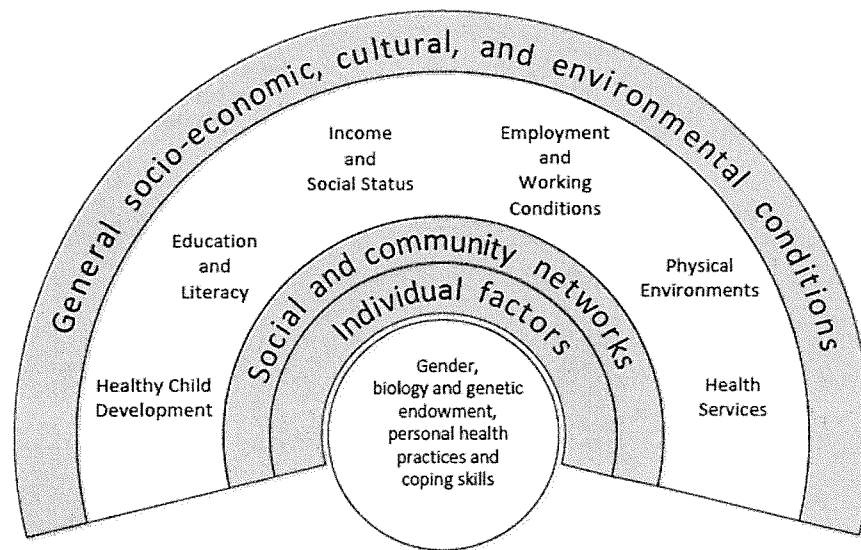 General socio-economic, cultural, and environmental conditions
Income
and
Social Status
Employment
and
Working
Conditions
Education
and
Literacy
Physical
Environments
Healthy Child
Development
Health
Services
Social and community networks
Individual factors
Gender,
biology and genetic
endowment,
personal health
practices and
coping skills